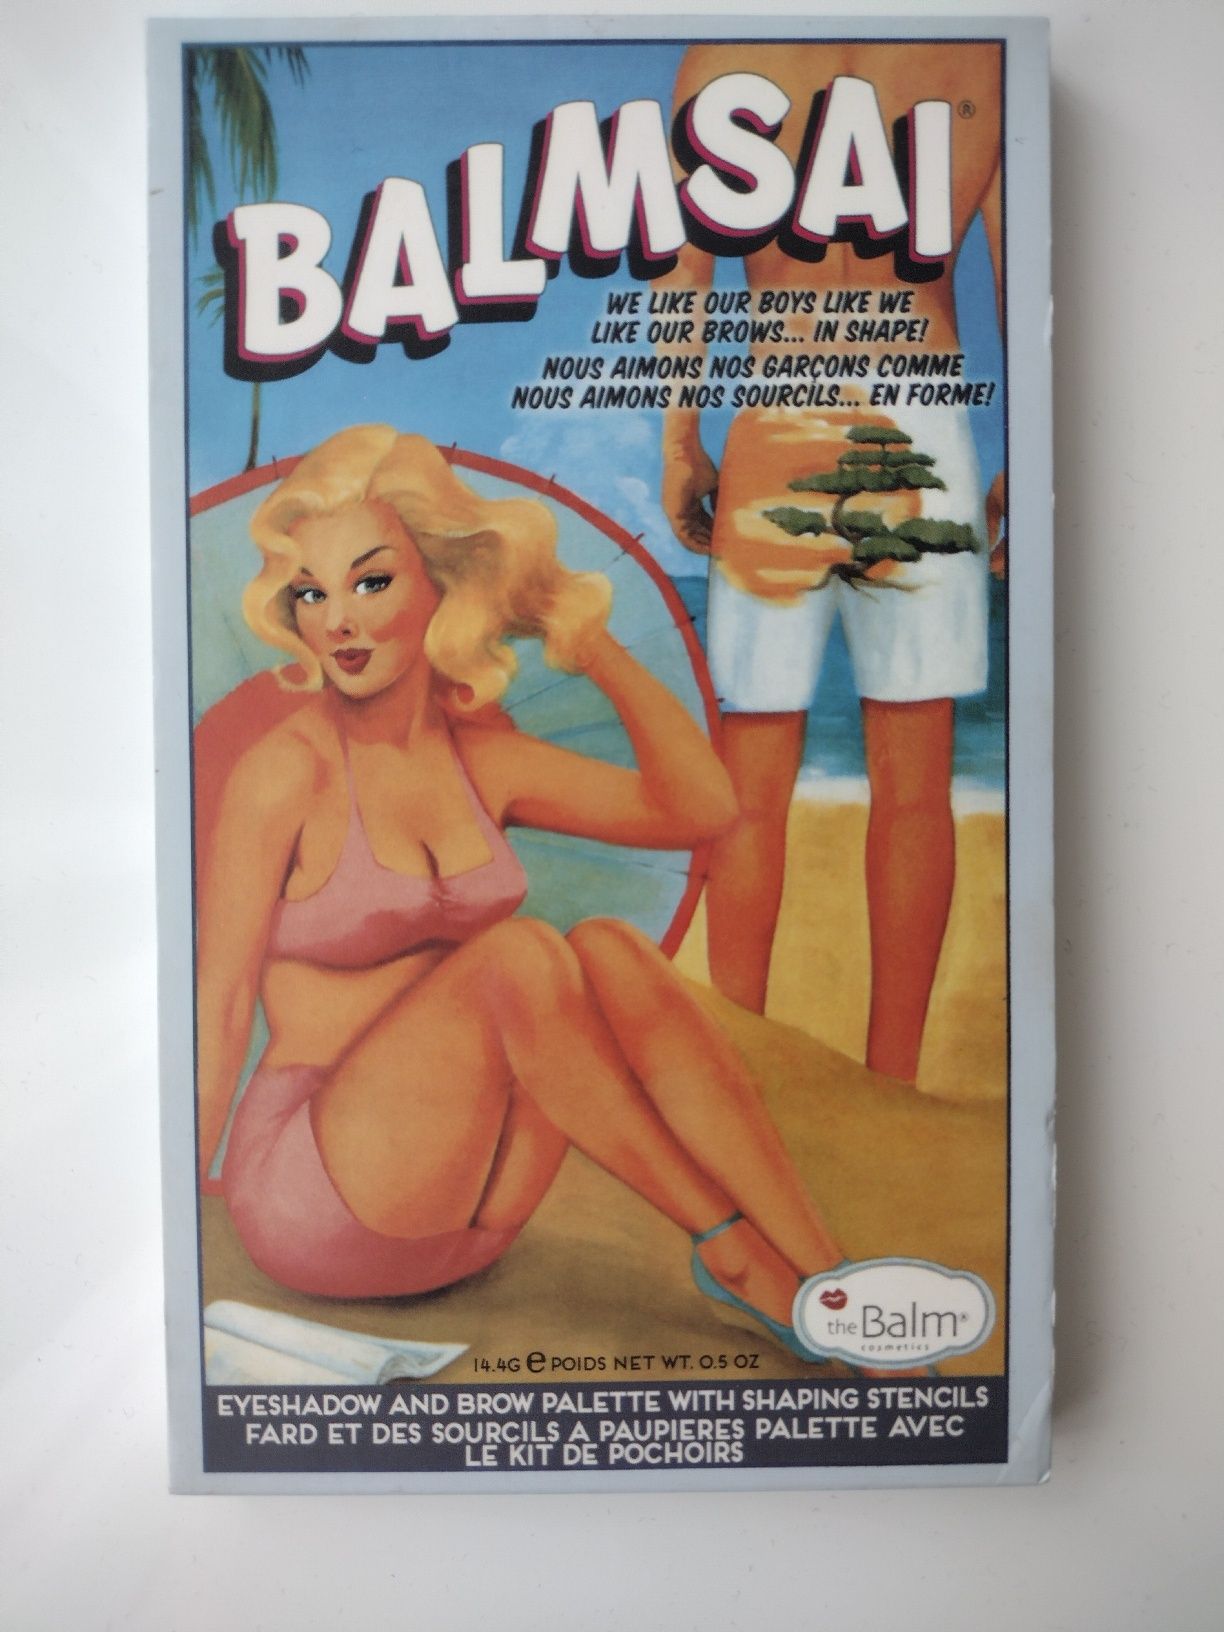 BALMSAI®
WE LIKE OUR BOYS LIKE WE
LIKE OUR BROWS... IN SHAPE!
NOUS AIMONS NOS GARÇONS COMME
NOUS AIMONS NOS SOURCILS... EN FORME!
the Balm®
cosmetics
14.4G e POIDS NET WT. 0.5 OZ
EYESHADOW AND BROW PALETTE WITH SHAPING STENCILS
FARD ET DES SOURCILS A PAUPIERES PALETTE AVEC
LE KIT DE POCHOIRS